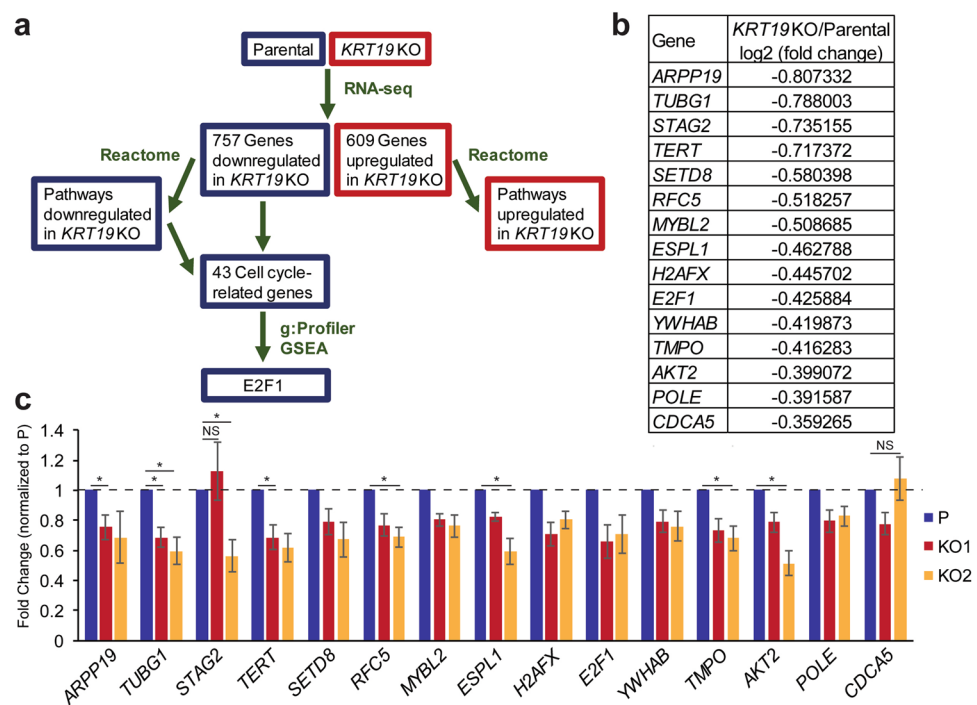 a
Parental
KRT19 KO
RNA-seq
757 Genes
downregulated
in KRT19 KO
609 Genes
upregulated
in KRT19 KO
Reactome
Reactome
Pathways
downregulated
in KRT19 KO
Pathways
upregulated
in KRT19 KO
43 Cell cycle-
related genes
g:Profiler
GSEA
E2F1
b
Gene
KRT19 KO/Parental
log2 (fold change)
ARPP19 -0.807332
TUBG1 -0.788003
STAG2 -0.735155
TERT -0.717372
SETD8 -0.580398
RFC5 -0.518257
MYBL2 -0.508685
ESPL1 -0.462788
H2AFX -0.445702
E2F1 -0.425884
YWHAB -0.419873
TMPO -0.416283
AKT2 -0.399072
POLE -0.391587
CDCA5 -0.359265
c
Fold Change (normalized to P)
1.4
1.2
1
0.8
0.6
0.4
0.2
0
*
*
*
*
NS
*
*
*
*
*
NS
ARPP19
TUBG1
STAG2
TERT
SETD8
RFC5
MYBL2
ESPL1
H2AFX
E2F1
YWHAB
TMPO
AKT2
POLE
CDCA5
P
KO1
KO2